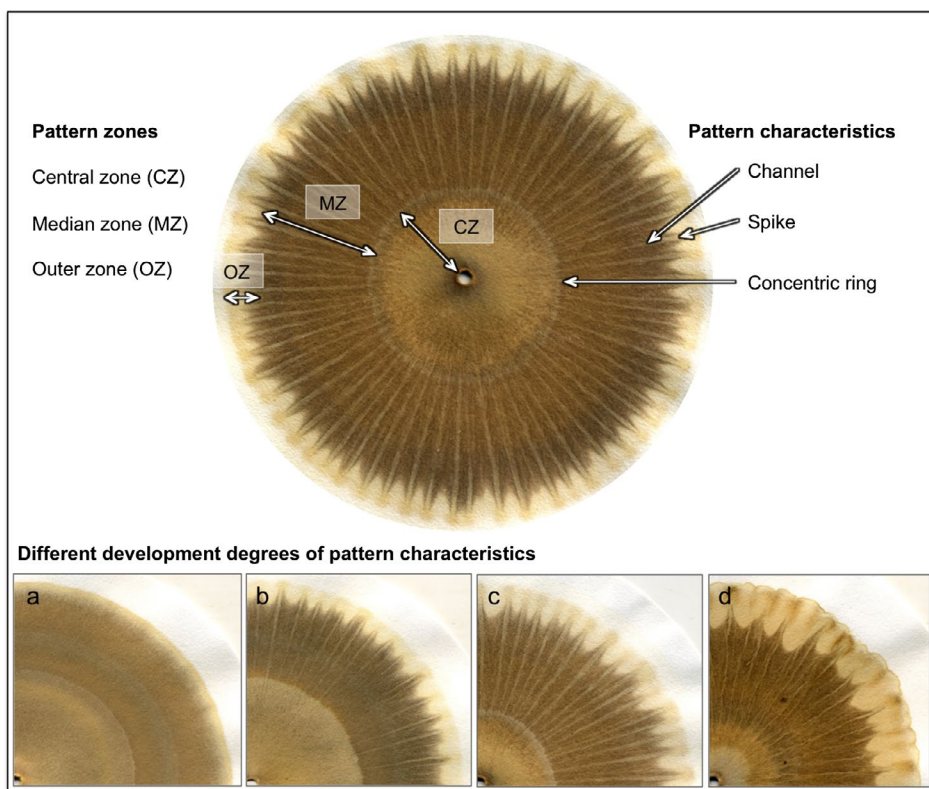 Pattern zones
Central zone (CZ)
Median zone (MZ)
Outer zone (OZ)
MZ
CZ
OZ
Pattern characteristics
Channel
Spike
Concentric ring
Different development degrees of pattern characteristics
a
b
c
d